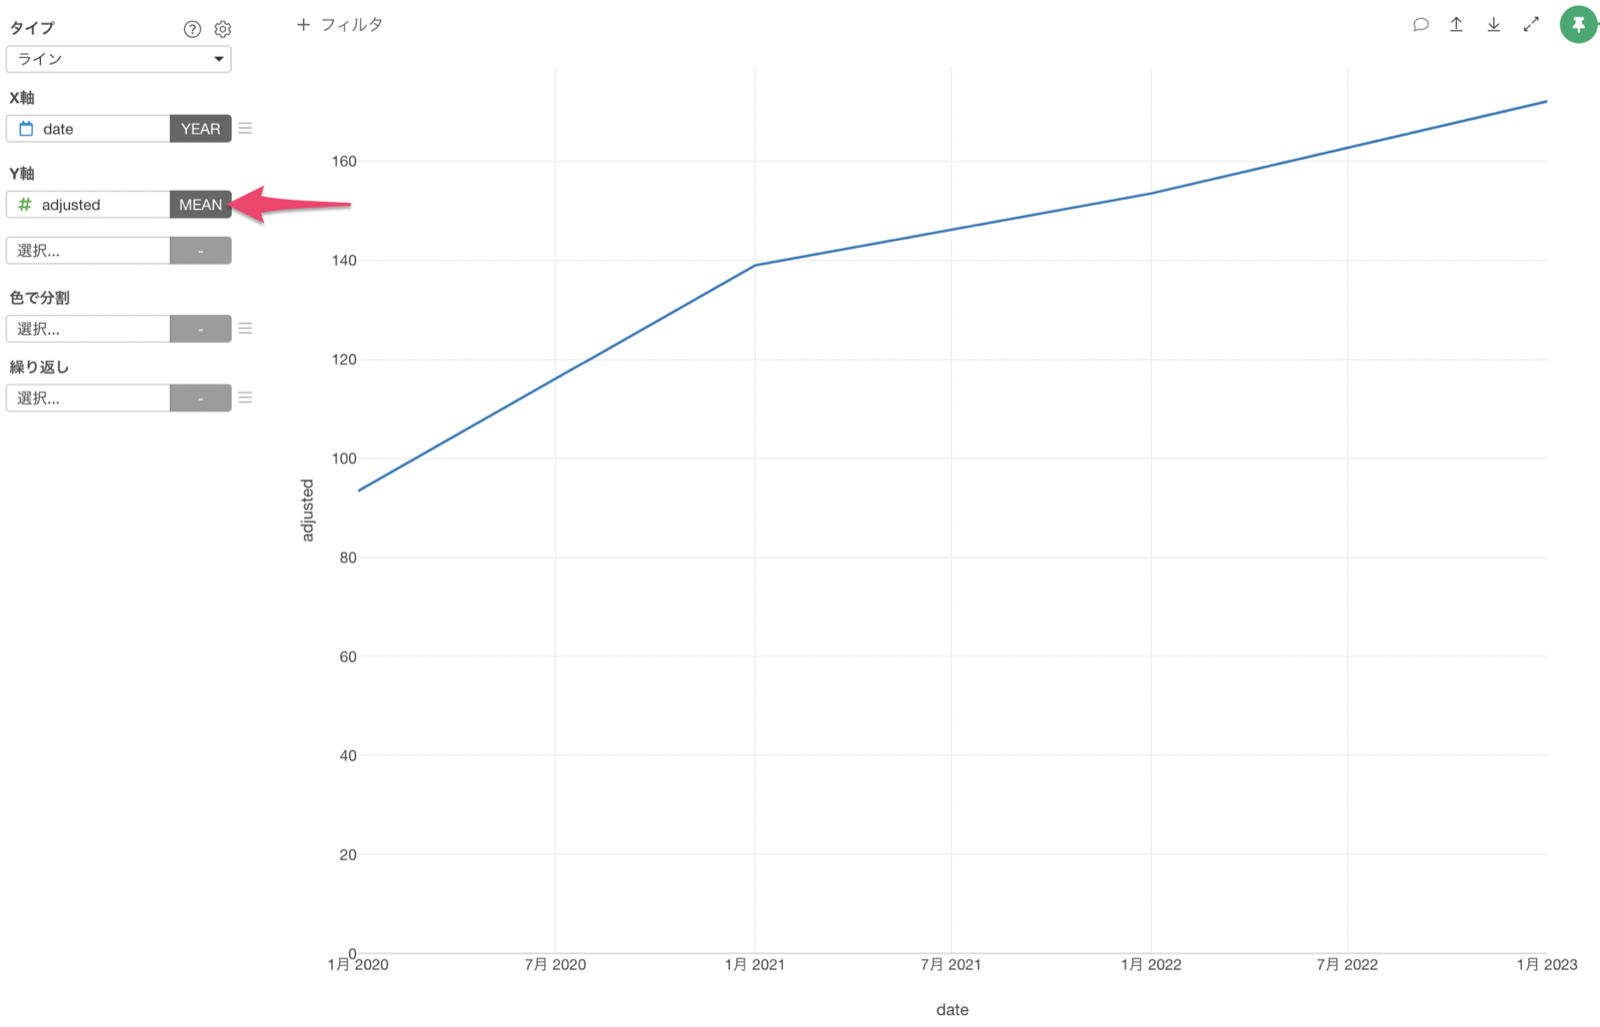 タイプ
ライン
X軸
date YEAR
Y軸
adjusted MEAN
選択... -
色で分割
選択... -
繰り返し
選択... -
フィルタ
160
140
120
100
80
60
40
20
0
adjusted
1月 2020 7月 2020 1月 2021 7月 2021 1月 2022 7月 2022 1月 2023
date